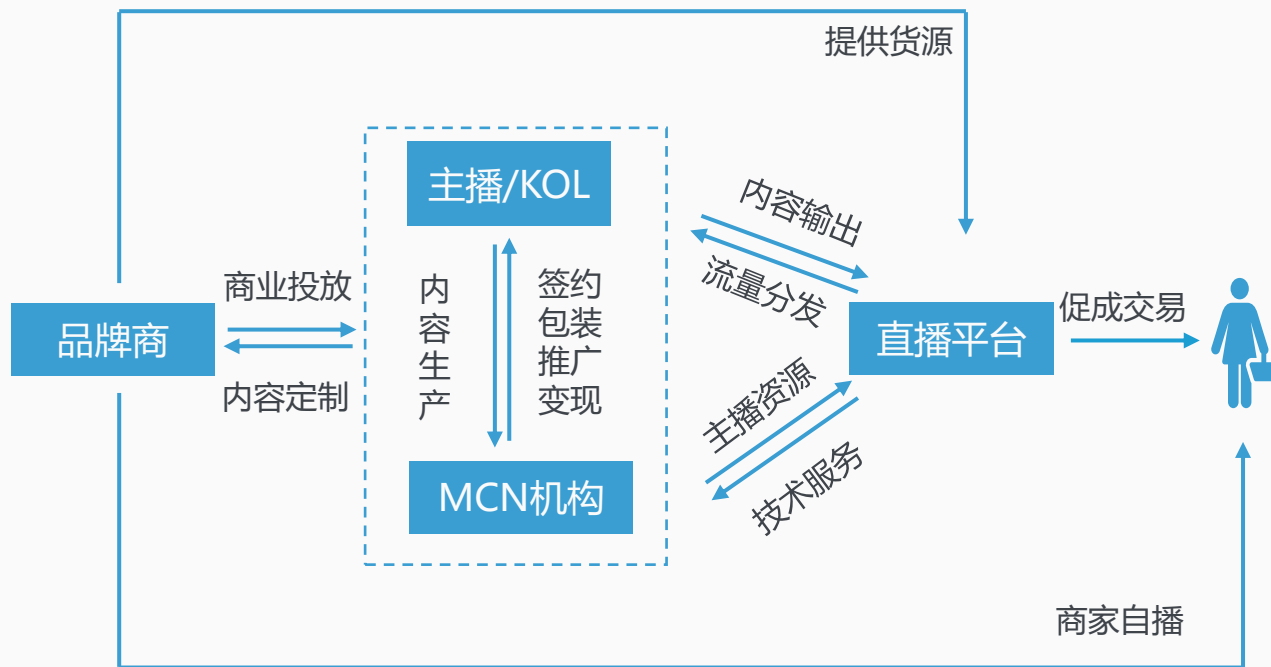 提供货源
主播/KOL
内容输出
流量分发
商业投放
内容生产
签约
包装
推广
变现
品牌商
直播平台
促成交易
内容定制
主播资源
技术服务
MCN机构
商家自播